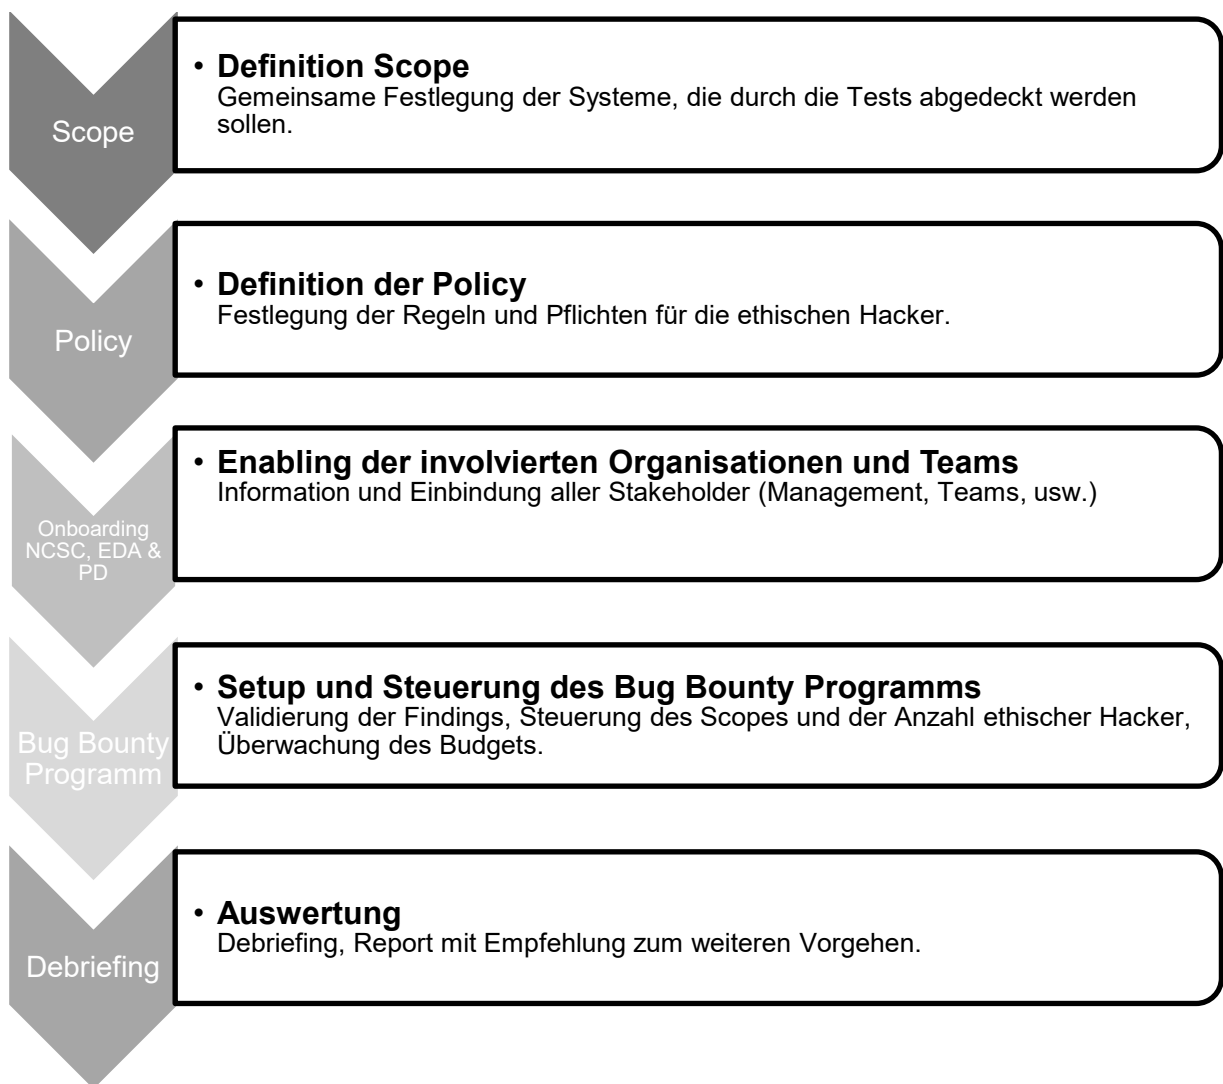 Scope
• Definition Scope
Gemeinsame Festlegung der Systeme, die durch die Tests abgedeckt werden
sollen.
Policy
• Definition der Policy
Festlegung der Regeln und Pflichten für die ethischen Hacker.
Onboarding
NCSC, EDA &
PD
• Enabling der involvierten Organisationen und Teams
Information und Einbindung aller Stakeholder (Management, Teams, usw.)
Bug Bounty
Programm
• Setup und Steuerung des Bug Bounty Programms
Validierung der Findings, Steuerung des Scopes und der Anzahl ethischer Hacker,
Überwachung des Budgets.
Debriefing
• Auswertung
Debriefing, Report mit Empfehlung zum weiteren Vorgehen.